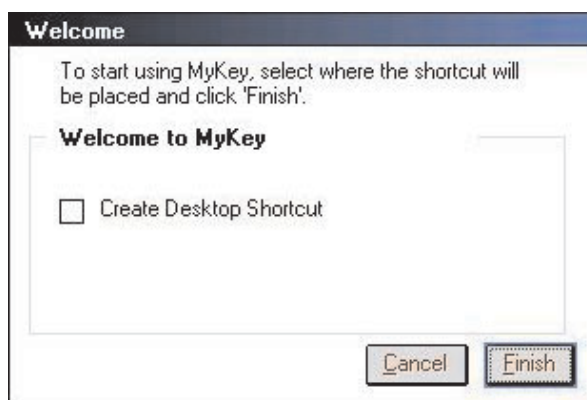 Welcome
To start using MyKey, select where the shortcut will
be placed and click 'Finish'.
Welcome to MyKey
Create Desktop Shortcut
Cancel
Finish